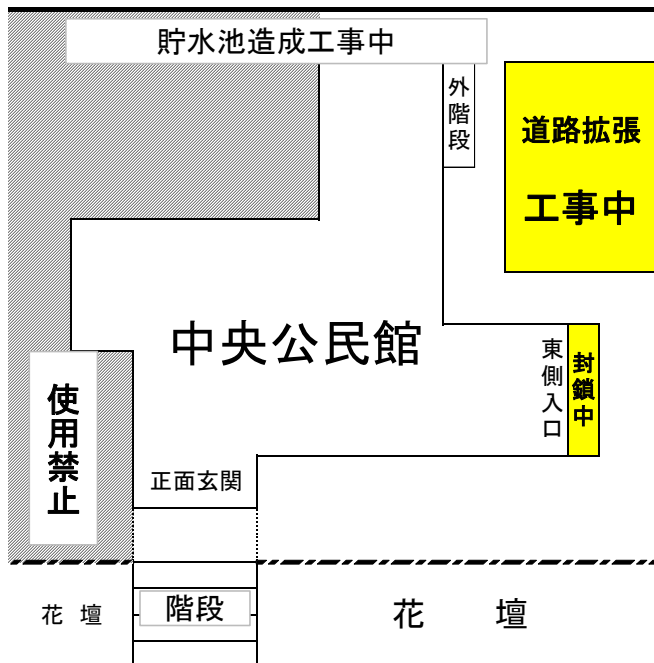 貯水池造成工事中
外階段
道路拡張
工事中
中央公民館
東側入口
封鎖中
使用禁止
正面玄関
花 壇
階段
花 壇